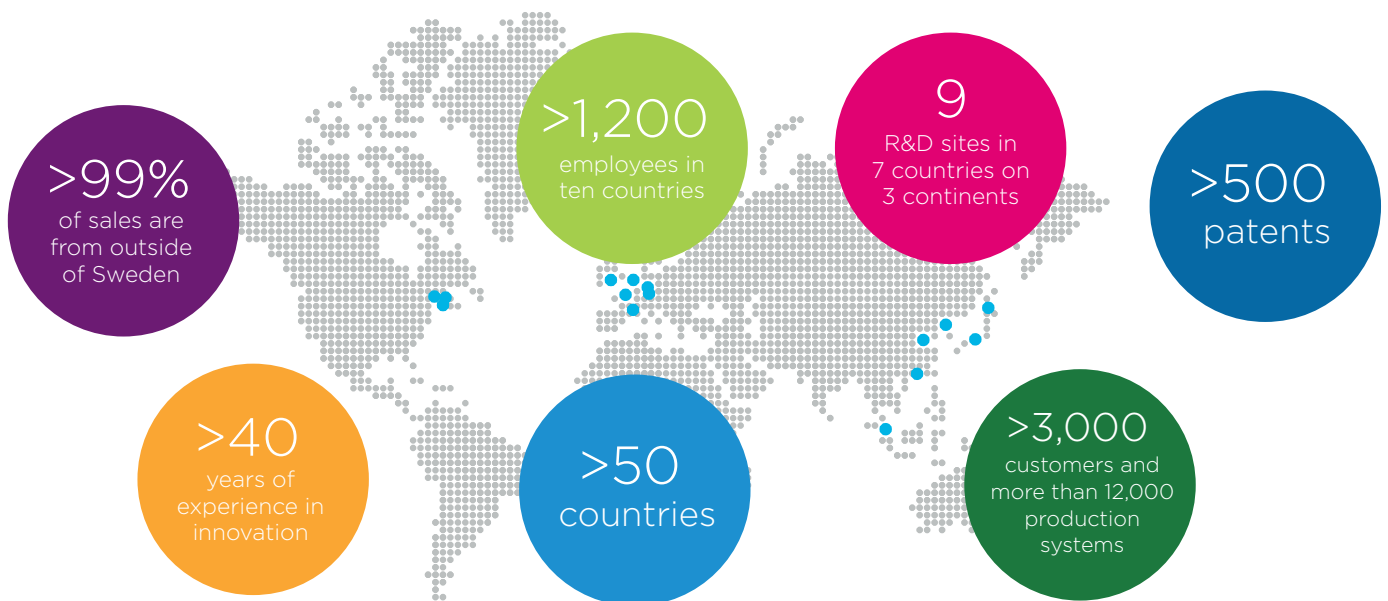 >99%
of sales are
from outside
of Sweden
>1,200
employees in
ten countries
9
R&D sites in
7 countries on
3 continents
>500
patents
>40
years of
experience in
innovation
>50
countries
>3,000
customers and
more than 12,000
production
systems